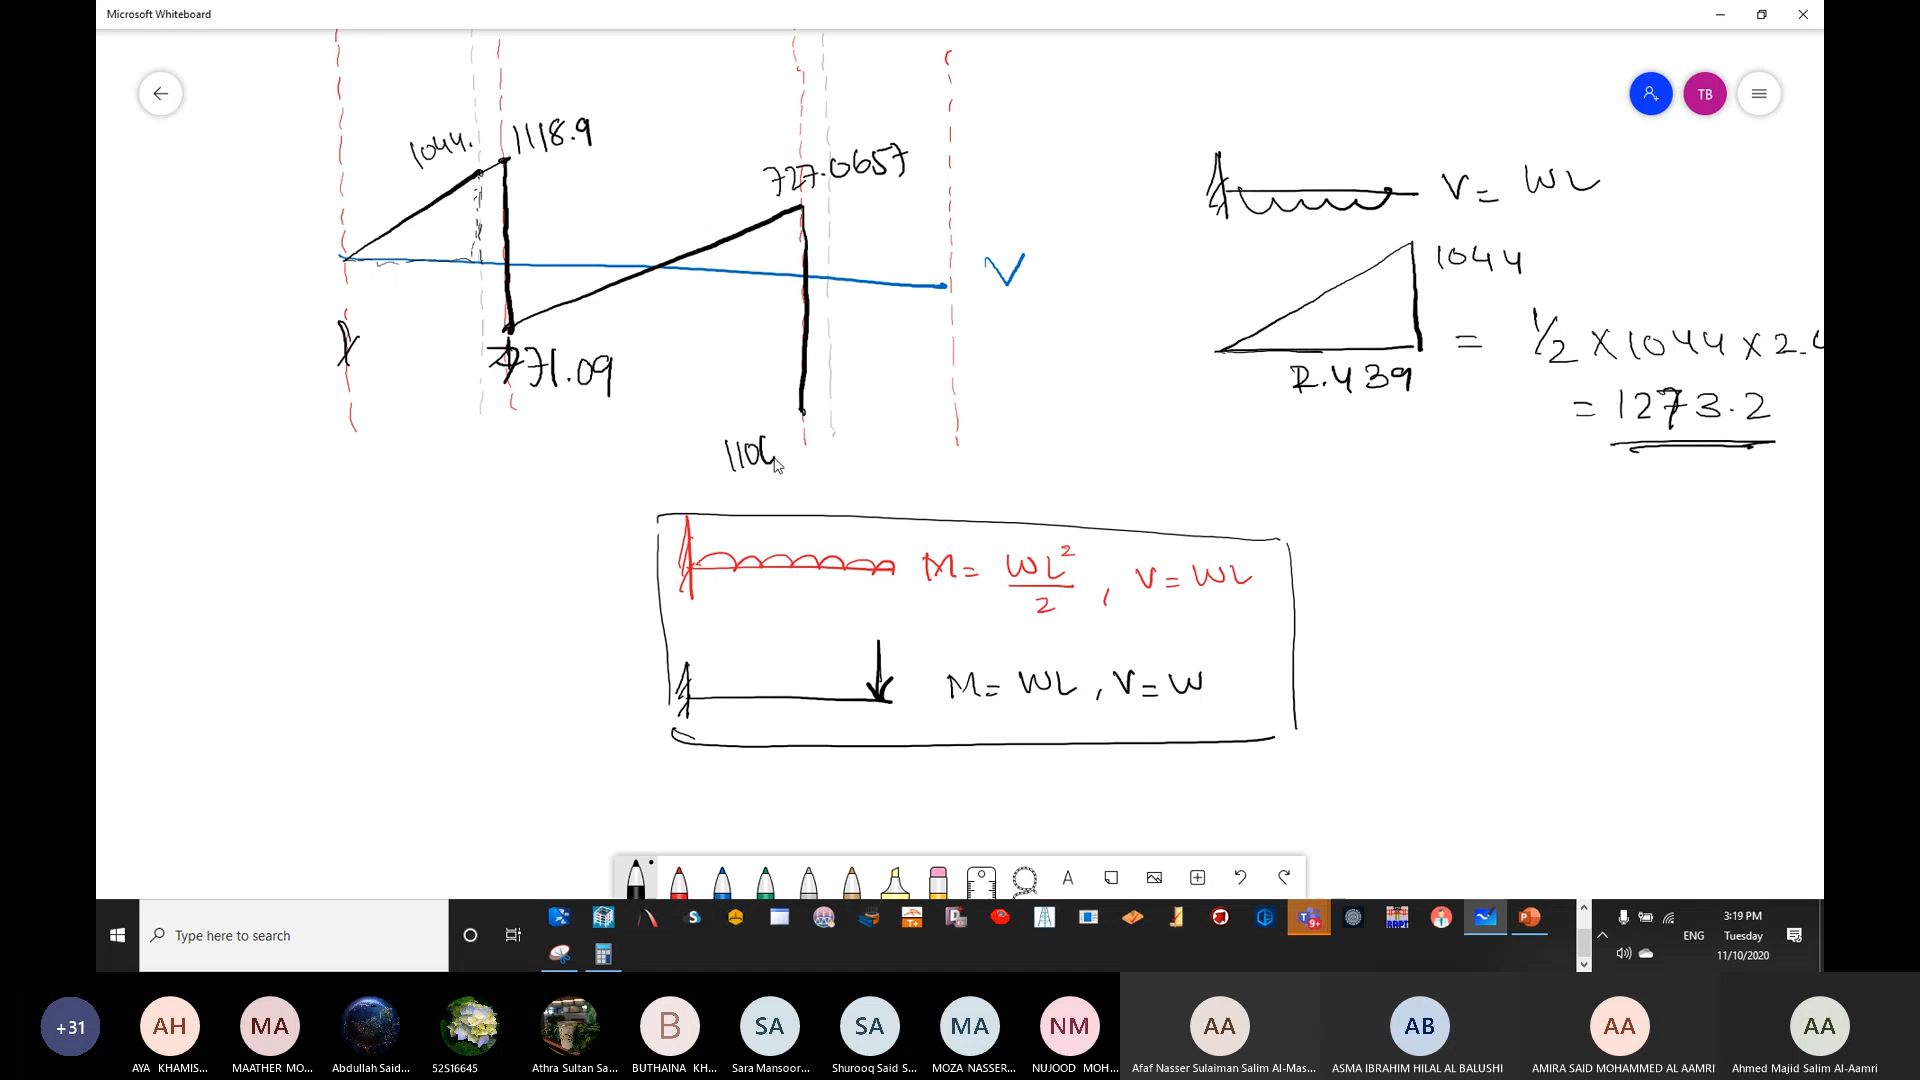 Microsoft Whiteboard
TB
1044.
1118.9
727.0657
V
771.09
110
V = WL
1044
2.439
= 1/2 X 1044 X 2.
= 1273.2
M = WL²/2 , V = WL
M = WL , V = W
A
Type here to search
9+
ENG
3:19 PM
Tuesday
11/10/2020
+31
AH
MA
B
SA
SA
MA
NM
AA
AB
AA
AA
AYA KHAMIS...
MAATHER MO...
Abdullah Said...
52S16645
Athra Sultan Sa...
BUTHAINA KH...
Sara Mansoor...
Shurooq Said S...
MOZA NASSER...
NUJOOD MOH...
Afaf Nasser Sulaiman Salim Al-Mas...
ASMA IBRAHIM HILAL AL BALUSHI
AMIRA SAID MOHAMMED AL AAMRI
Ahmed Majid Salim Al-Aamri